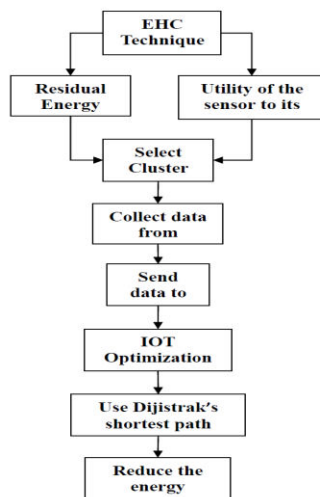 EHC
Technique
Residual
Energy
Utility of the
sensor to its
Select
Cluster
Collect data
from
Send
data to
IOT
Optimization
Use Dijistrak's
shortest path
Reduce the
energy